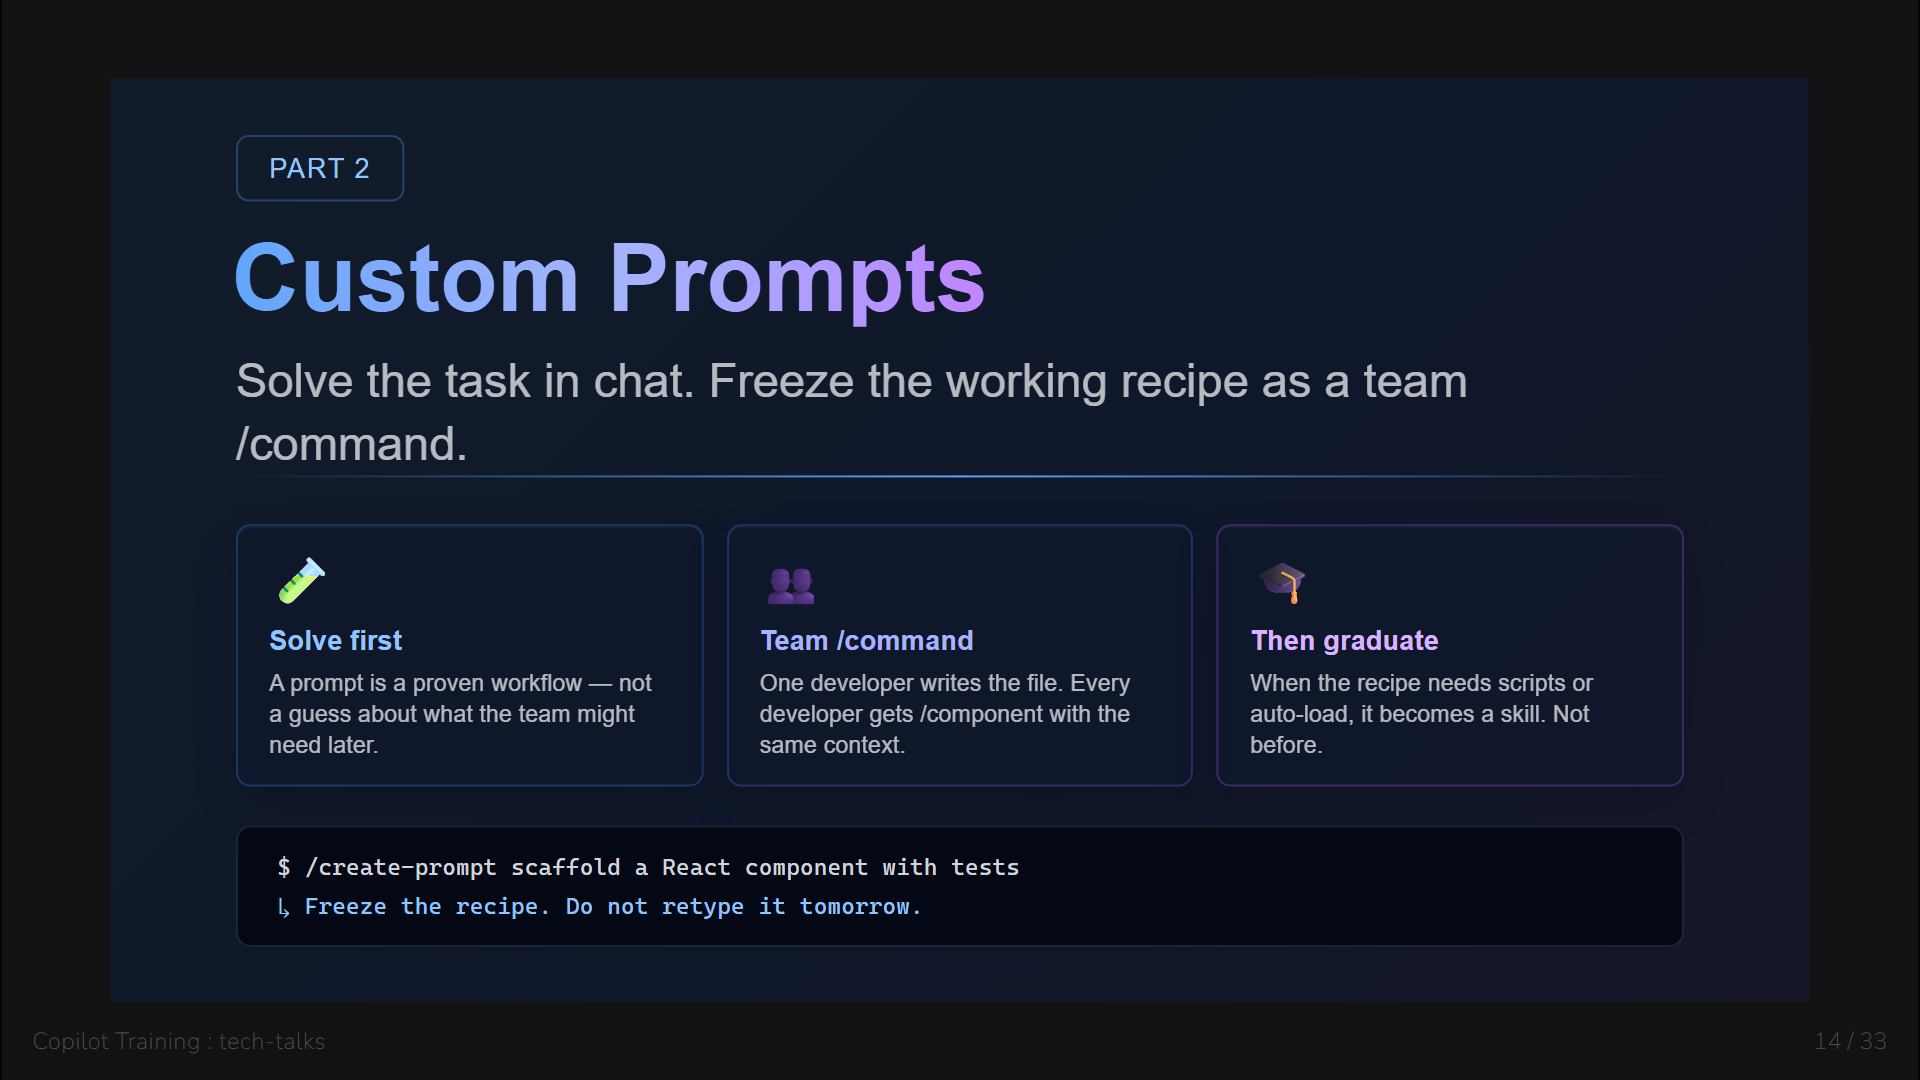 PART 2
Custom Prompts
Solve the task in chat. Freeze the working recipe as a team
/command.
Solve first
A prompt is a proven workflow — not
a guess about what the team might
need later.
Team /command
One developer writes the file. Every
developer gets /component with the
same context.
Then graduate
When the recipe needs scripts or
auto-load, it becomes a skill. Not
before.
$ /create-prompt scaffold a React component with tests
↳ Freeze the recipe. Do not retype it tomorrow.
Copilot Training : tech-talks
14 / 33